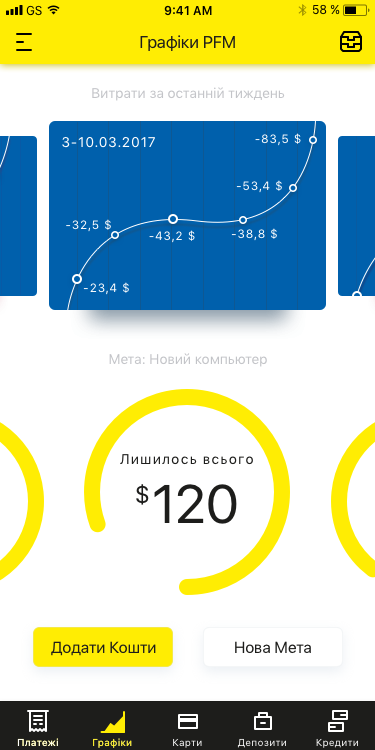 GS 9:41 AM 58 %
Графіки PFM
Витрати за останній тиждень
3-10.03.2017
-83,5 $
-53,4 $
-32,5 $
-43,2 $
-38,8 $
-23,4 $
Мета: Новий компьютер
Лишилось всього
$120
Додати Кошти
Нова Мета
Платежі Графіки Карти Депозити Кредити